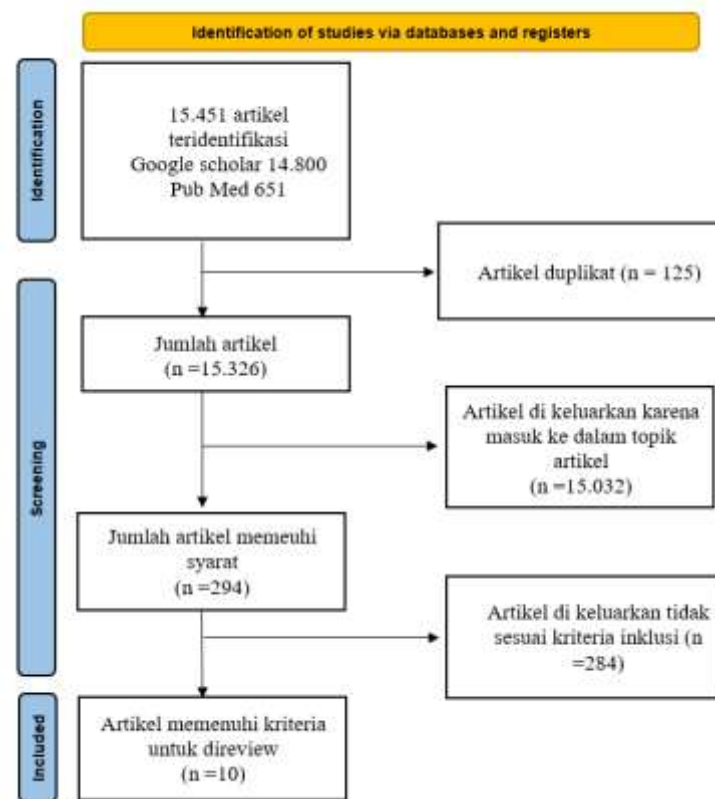 Identification of studies via databases and registers
Identification
15.451 artikel
teridentifikasi
Google scholar 14.800
Pub Med 651
Artikel duplikat (n = 125)
Screening
Jumlah artikel
(n =15.326)
Artikel di keluarkan karena
masuk ke dalam topik
artikel
(n =15.032)
Jumlah artikel memeuhi
syarat
(n =294)
Artikel di keluarkan tidak
sesuai kriteria inklusi (n
=284)
Included
Artikel memenuhi kriteria
untuk direview
(n =10)